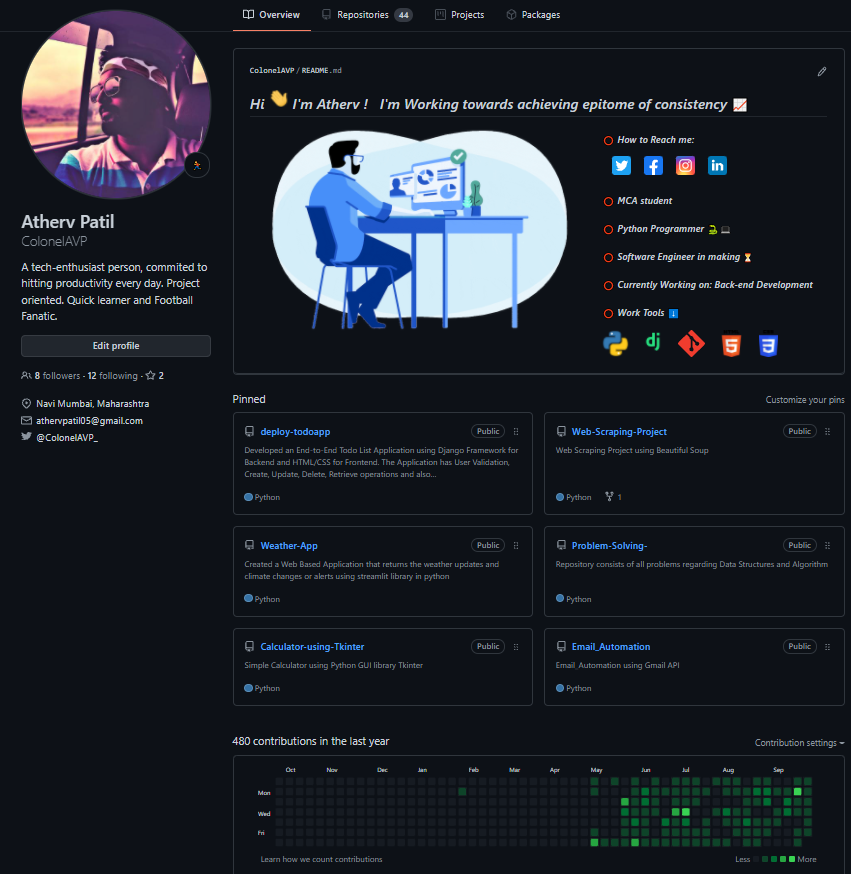 Overview
Repositories 44
Projects
Packages
ColonelAVP / README.md
Hi 👋 I'm Atherv ! I'm Working towards achieving epitome of consistency 📈
How to Reach me:
MCA student
Python Programmer 🐍 💻
Software Engineer in making ⏳
Currently Working on: Back-end Development
Work Tools ⬇️
dj
5
3
Atherv Patil
ColonelAVP
A tech-enthusiast person, commited to
hitting productivity every day. Project
oriented. Quick learner and Football
Fanatic.
Edit profile
8 followers · 12 following · 2
Navi Mumbai, Maharashtra
athervpatil05@gmail.com
@ColonelAVP_
Pinned
Customize your pins
deploy-todoapp
Public
Developed an End-to-End Todo List Application using Django Framework for
Backend and HTML/CSS for Frontend. The Application has User Validation,
Create, Update, Delete, Retrieve operations and also...
Python
Web-Scraping-Project
Public
Web Scraping Project using Beautiful Soup
Python 1
Weather-App
Public
Created a Web Based Application that returns the weather updates and
climate changes or alerts using streamlit library in python
Python
Problem-Solving-
Public
Repository consists of all problems regarding Data Structures and Algorithm
Python
Calculator-using-Tkinter
Public
Simple Calculator using Python GUI library Tkinter
Python
Email_Automation
Public
Email_Automation using Gmail API
Python
480 contributions in the last year
Contribution settings
Oct Nov Dec Jan Feb Mar Apr May Jun Jul Aug Sep
Mon
Wed
Fri
Learn how we count contributions
Less More